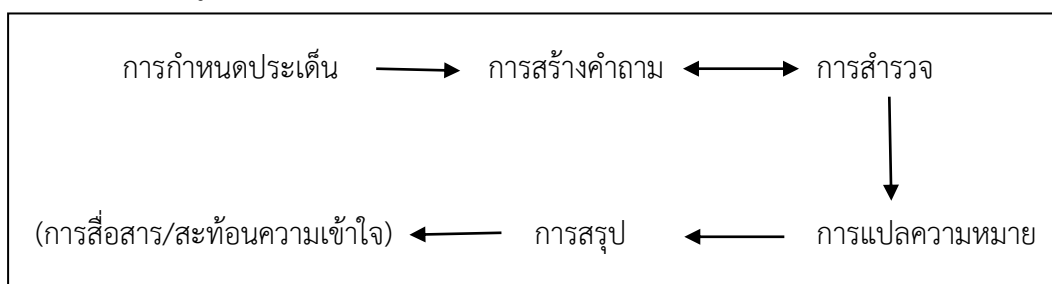 การกำหนดประเด็น การสร้างคำถาม การสำรวจ
(การสื่อสาร/สะท้อนความเข้าใจ) การสรุป การแปลความหมาย